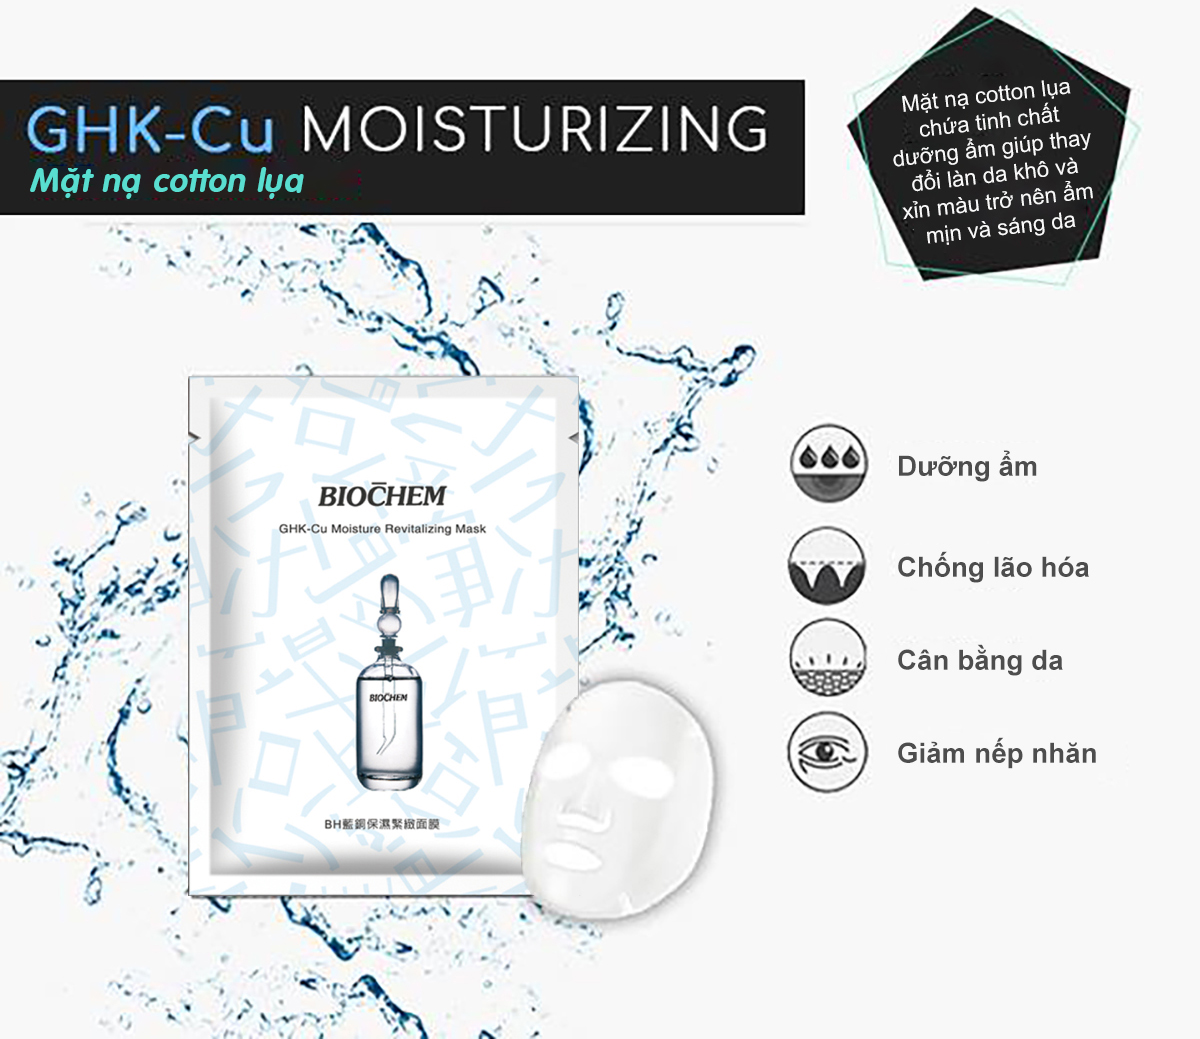 GHK-Cu MOISTURIZING
Mặt nạ cotton lụa
Mặt nạ cotton lụa
chứa tinh chất
dưỡng ẩm giúp thay
đổi làn da khô và
xỉn màu trở nên ẩm
mịn và sáng da
BIOCHEM
GHK-Cu Moisture Revitalizing Mask
BIOCHEM
BH藍銅保濕緊緻面膜
Dưỡng ẩm
Chống lão hóa
Cân bằng da
Giảm nếp nhăn